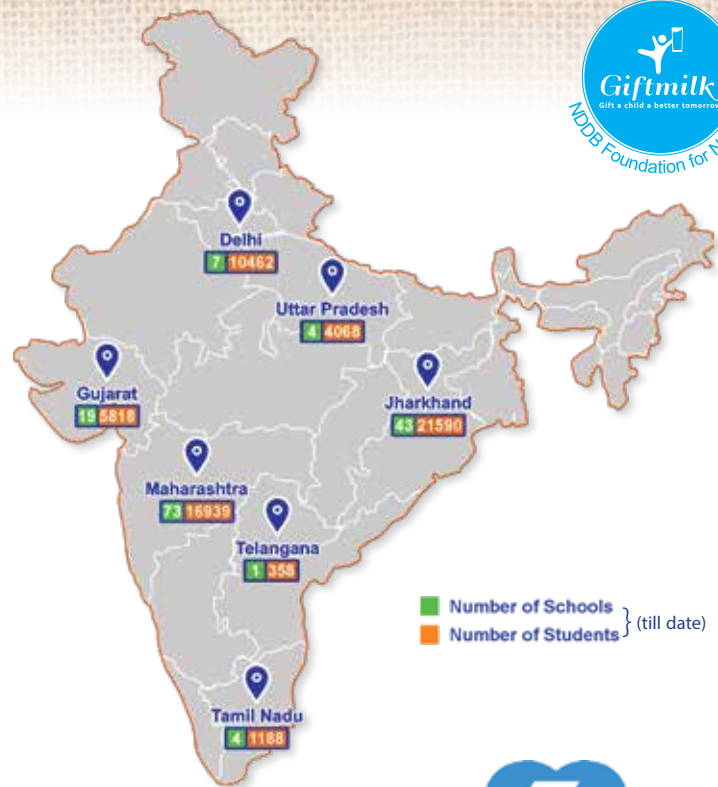 Giftmilk
Gift a child a better tomorrow
NDDB Foundation for
Delhi
7 10462
Uttar Pradesh
4 4068
Gujarat
19 5818
Jharkhand
43 21590
Maharashtra
73 16939
Telangana
1 358
Number of Schools
Number of Students
(till date)
Tamil Nadu
4 1188